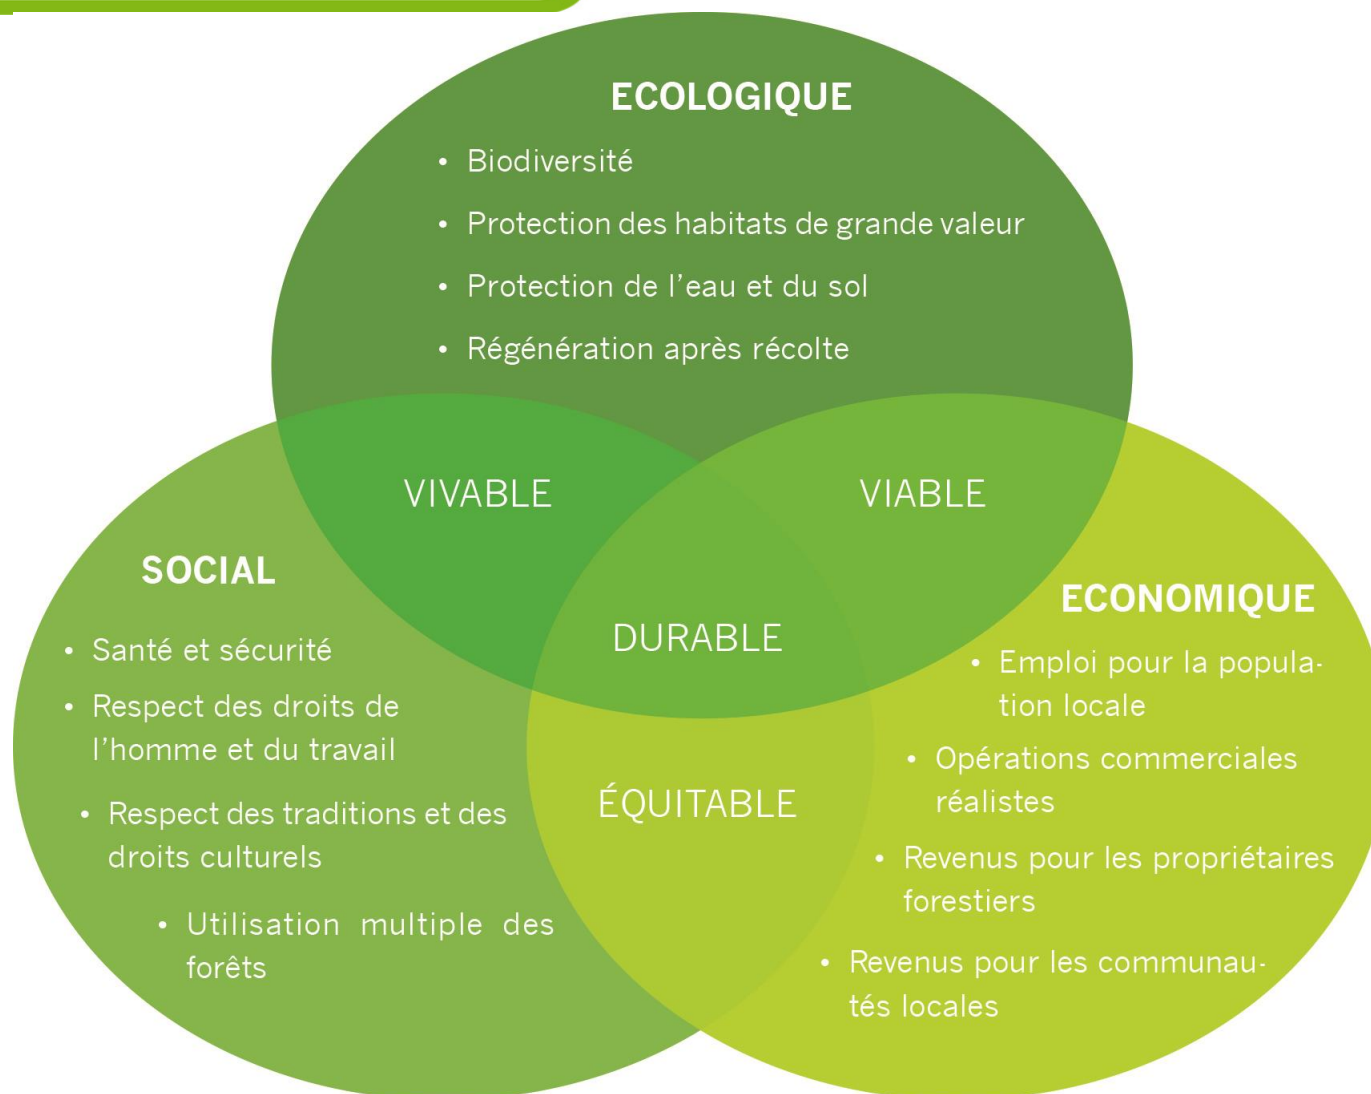 ECOLOGIQUE
• Biodiversité
• Protection des habitats de grande valeur
• Protection de l'eau et du sol
• Régénération après récolte
VIVABLE
VIABLE
SOCIAL
• Santé et sécurité
• Respect des droits de
l'homme et du travail
• Respect des traditions et des
droits culturels
• Utilisation multiple des
forêts
DURABLE
ÉQUITABLE
ECONOMIQUE
• Emploi pour la popula-
tion locale
• Opérations commerciales
réalistes
• Revenus pour les propriétaires
forestiers
• Revenus pour les communau-
tés locales